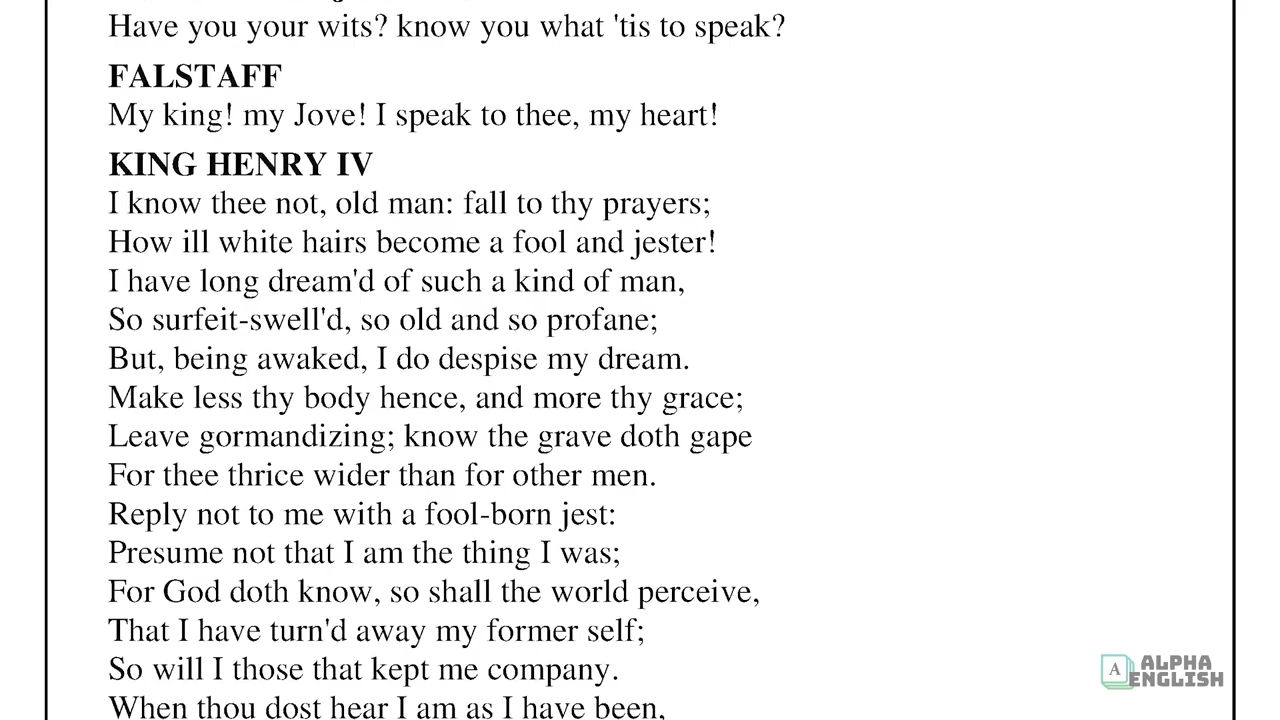 Have you your wits? know you what 'tis to speak?
FALSTAFF
My king! my Jove! I speak to thee, my heart!
KING HENRY IV
I know thee not, old man: fall to thy prayers;
How ill white hairs become a fool and jester!
I have long dream'd of such a kind of man,
So surfeit-swell'd, so old and so profane;
But, being awaked, I do despise my dream.
Make less thy body hence, and more thy grace;
Leave gormandizing; know the grave doth gape
For thee thrice wider than for other men.
Reply not to me with a fool-born jest:
Presume not that I am the thing I was;
For God doth know, so shall the world perceive,
That I have turn'd away my former self;
So will I those that kept me company.
When thou dost hear I am as I have been,
A
ALPHA
ENGLISH